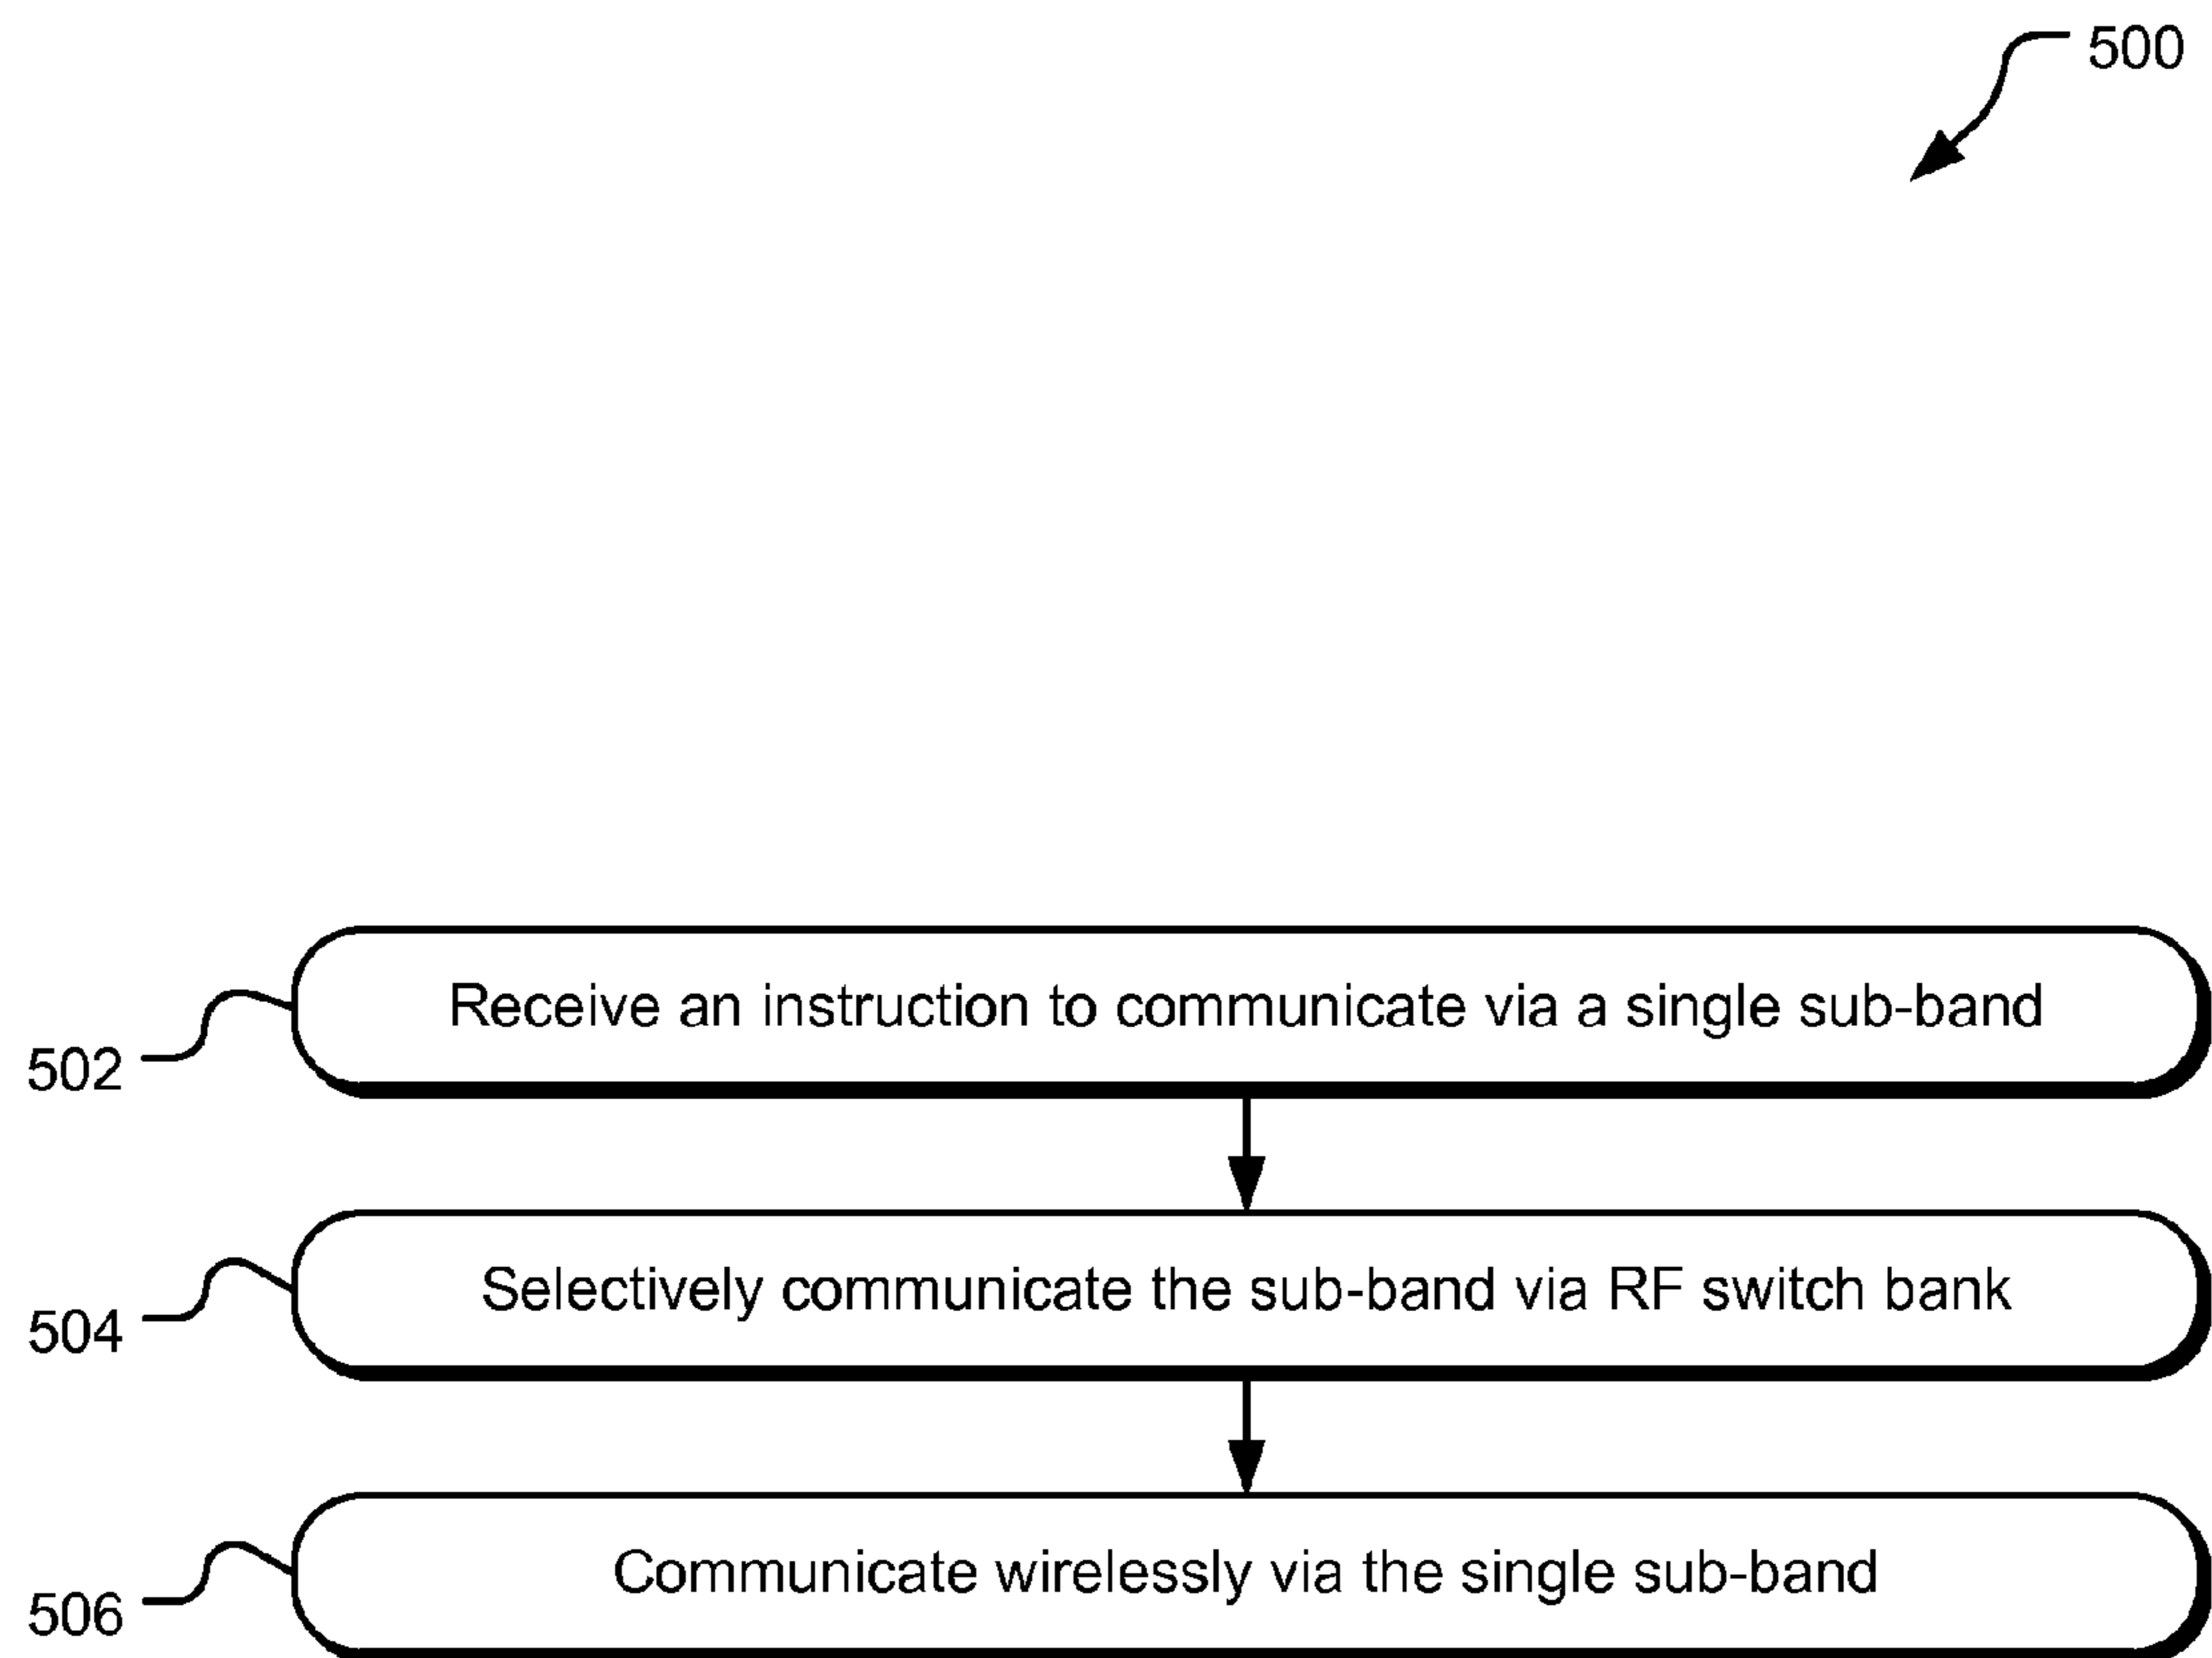 500
Receive an instruction to communicate via a single sub-band
502
Selectively communicate the sub-band via RF switch bank
504
Communicate wirelessly via the single sub-band
506